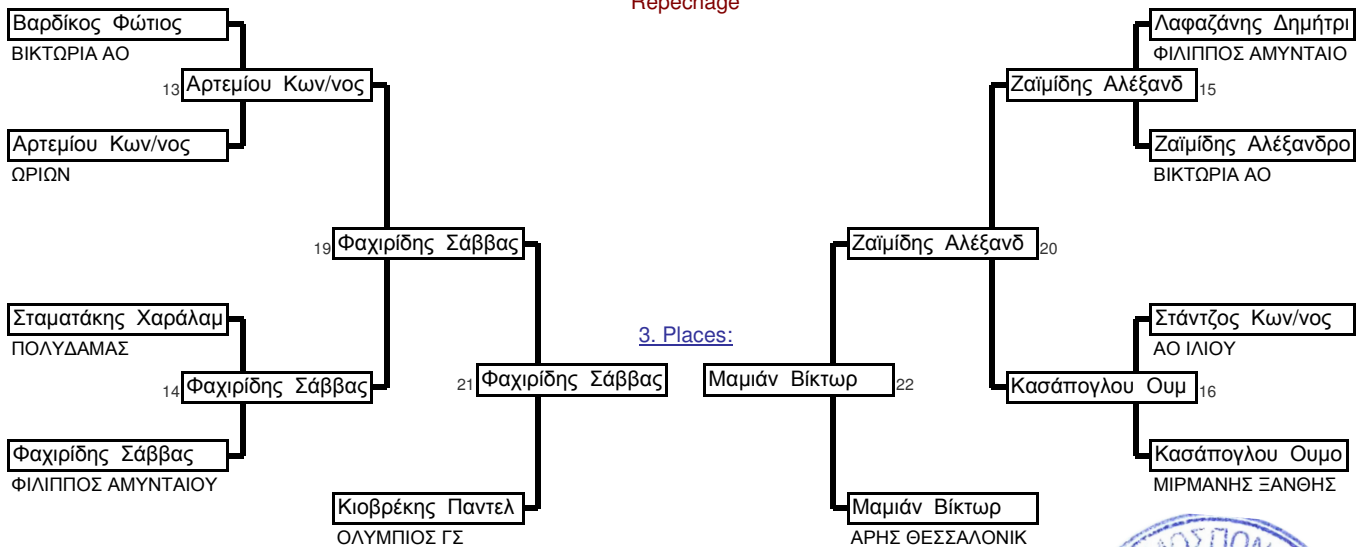 Repechage
Βαρδίκος Φώτιος
ΒΙΚΤΩΡΙΑ ΑΟ
13 Αρτεμίου Κων/νος
Αρτεμίου Κων/νος
ΩΡΙΩΝ
19 Φαχιρίδης Σάββας
Σταματάκης Χαράλαμ
ΠΟΛΥΔΑΜΑΣ
14 Φαχιρίδης Σάββας
Φαχιρίδης Σάββας
ΦΙΛΙΠΠΟΣ ΑΜΥΝΤΑΙΟΥ
3. Places:
21 Φαχιρίδης Σάββας
Κιοβρέκης Παντελ
ΟΛΥΜΠΙΟΣ ΓΣ
Λαφαζάνης Δημήτρι
ΦΙΛΙΠΠΟΣ ΑΜΥΝΤΑΙΟ
Ζαϊμίδης Αλέξανδ 15
Ζαϊμίδης Αλέξανδρο
ΒΙΚΤΩΡΙΑ ΑΟ
Ζαϊμίδης Αλέξανδ 20
Στάντζος Κων/νος
ΑΟ ΙΛΙΟΥ
Μαμιάν Βίκτωρ 22
Κασάπογλου Ουμ 16
Κασάπογλου Ουμο
ΜΙΡΜΑΝΗΣ ΞΑΝΘΗΣ
Μαμιάν Βίκτωρ
ΑΡΗΣ ΘΕΣΣΑΛΟΝΙΚ